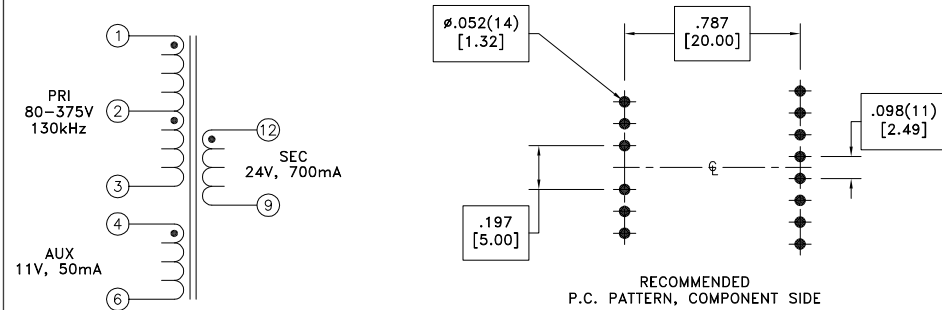 1
PRI
80-375V
130kHz
2
3
4
AUX
11V, 50mA
6
12
SEC
24V, 700mA
9
ø.052(14)
[1.32]
.787
[20.00]
.098(11)
[2.49]
℄
.197
[5.00]
RECOMMENDED
P.C. PATTERN, COMPONENT SIDE